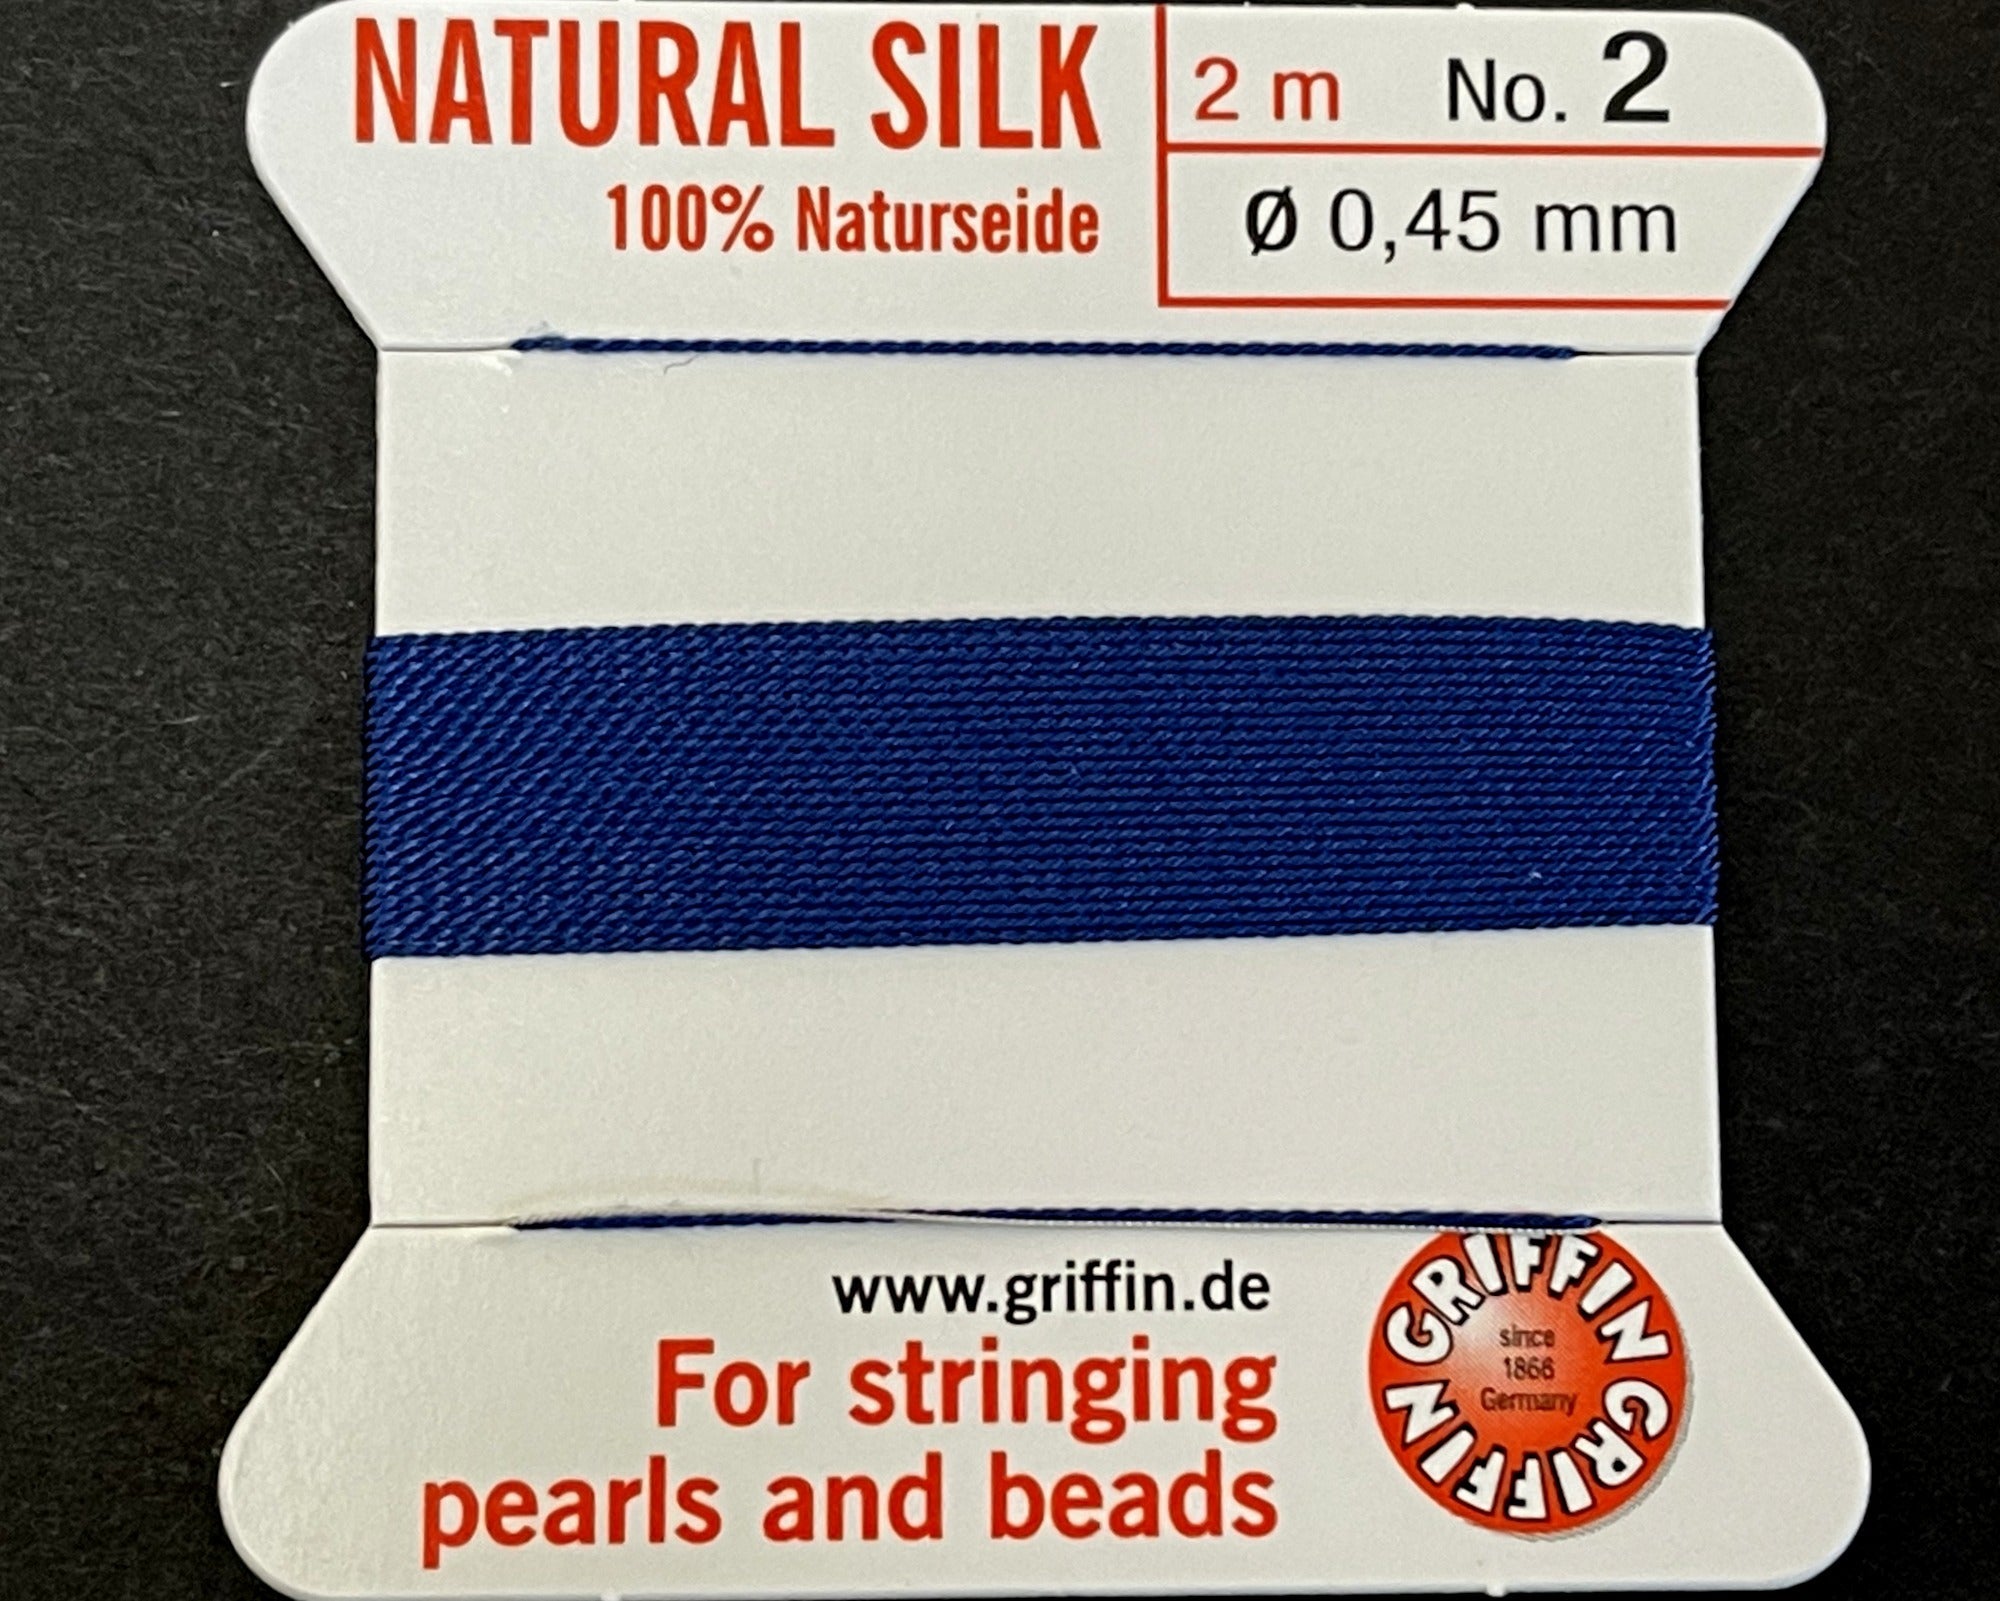 NATURAL SILK
100% Naturseide
2 m No. 2
Ø 0,45 mm
www.griffin.de
For stringing
pearls and beads
GRIFFIN GRIFFIN GRIFFIN
since
1866
Germany